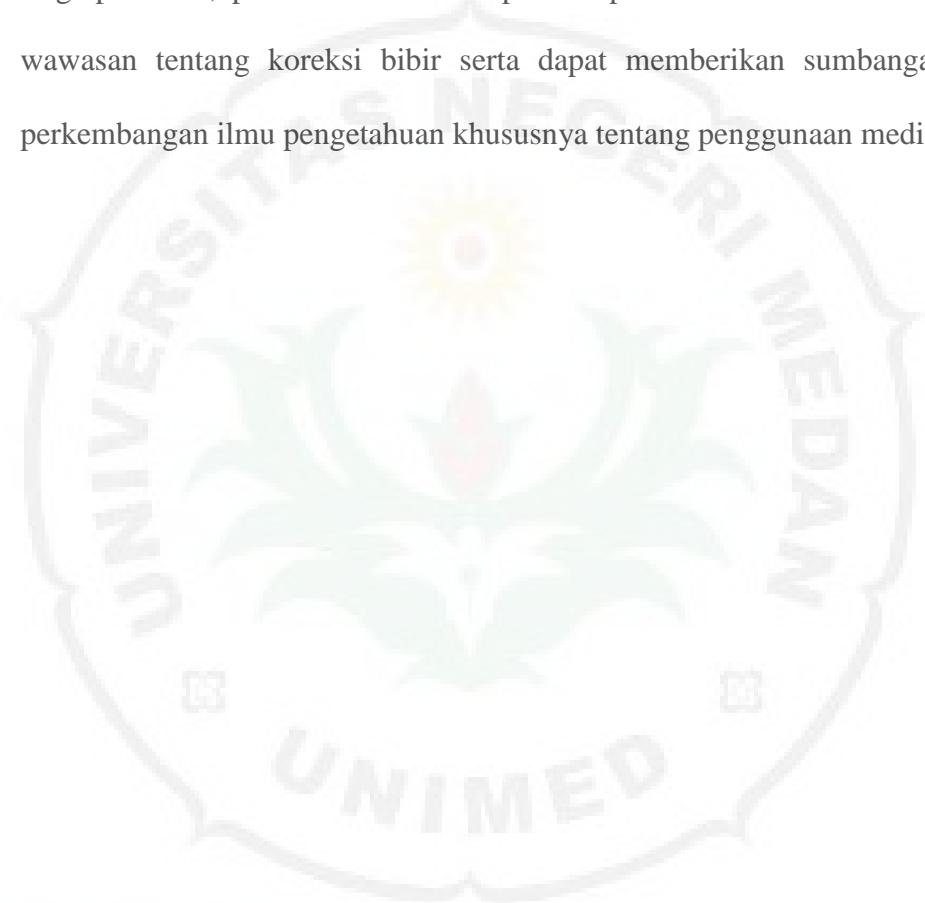 wawasan tentang koreksi bibir serta dapat memberikan
perkembangan ilmu pengetahuan khususnya tentang penggunaan
UNIVERSITAS NEGERI MEDAN
UNIMED